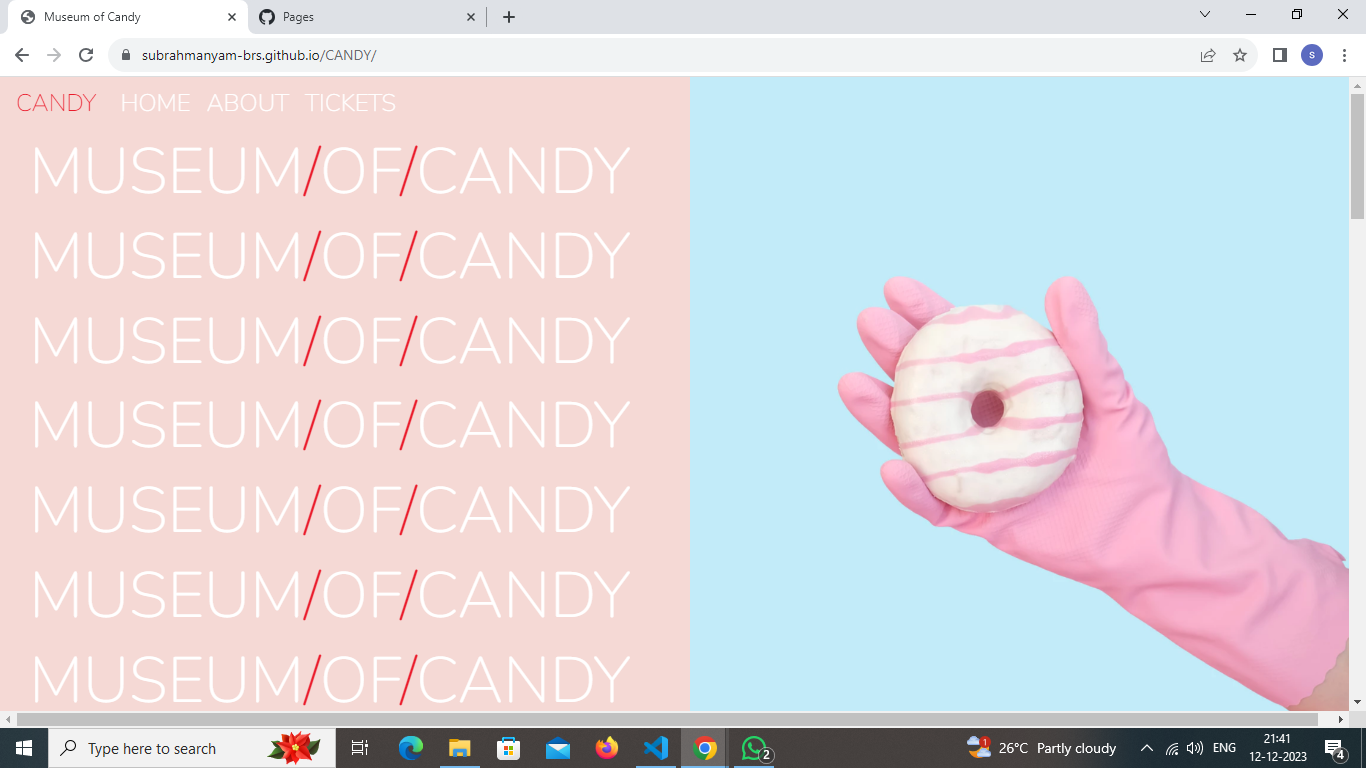 Museum of Candy
Pages
subrahmanyam-brs.github.io/CANDY/
S
CANDY HOME ABOUT TICKETS
MUSEUM/OF/CANDY
MUSEUM/OF/CANDY
MUSEUM/OF/CANDY
MUSEUM/OF/CANDY
MUSEUM/OF/CANDY
MUSEUM/OF/CANDY
MUSEUM/OF/CANDY
Type here to search
2
1
26°C Partly cloudy
ENG
21:41
12-12-2023
4